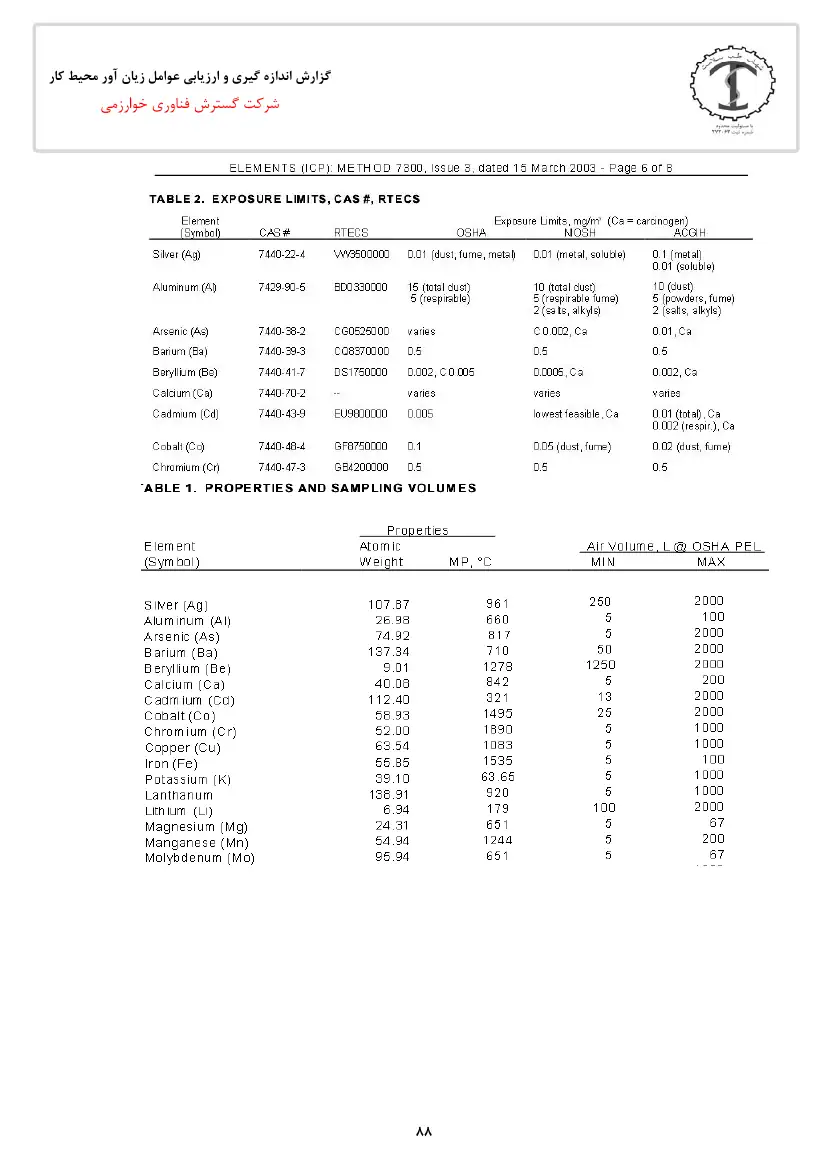 گزارش اندازه گیری و ارزیابی عوامل زیان آور محیط کار
شرکت گسترش فناوری خوارزمی
شهاب طب سلامت
با مسئولیت محدود
ELEMENTS (ICP): METHOD 7300, Issue 3, dated 15 March 2003 - Page 6 of 8
TABLE 2. EXPOSURE LIMITS, CAS #, RTECS
Element Exposure Limits, mg/m³ (Ca = carcinogen)
(Symbol) CAS # RTECS OSHA NIOSH ACGIH
Silver (Ag) 7440-22-4 VW3500000 0.01 (dust, fume, metal) 0.01 (metal, soluble) 0.1 (metal)
0.01 (soluble)
Aluminum (Al) 7429-90-5 BD0330000 15 (total dust) 10 (total dust) 10 (dust)
5 (respirable) 5 (respirable fume) 5 (powders, fume)
2 (salts, alkyls) 2 (salts, alkyls)
Arsenic (As) 7440-38-2 CG0525000 varies C 0.002, Ca 0.01, Ca
Barium (Ba) 7440-39-3 CQ8370000 0.5 0.5 0.5
Beryllium (Be) 7440-41-7 DS1750000 0.002, C 0.005 0.0005, Ca 0.002, Ca
Calcium (Ca) 7440-70-2 -- varies varies varies
Cadmium (Cd) 7440-43-9 EU9800000 0.005 lowest feasible, Ca 0.01 (total), Ca
0.002 (respir.), Ca
Cobalt (Co) 7440-48-4 GF8750000 0.1 0.05 (dust, fume) 0.02 (dust, fume)
Chromium (Cr) 7440-47-3 GB4200000 0.5 0.5 0.5
ABLE 1. PROPERTIES AND SAMPLING VOLUMES
Properties
Element Atomic Air Volume, L @ OSHA PEL
(Symbol) Weight MP, °C MIN MAX
Silver (Ag) 107.87 961 250 2000
Aluminum (Al) 26.98 660 5 100
Arsenic (As) 74.92 817 5 2000
Barium (Ba) 137.34 710 50 2000
Beryllium (Be) 9.01 1278 1250 2000
Calcium (Ca) 40.08 842 5 200
Cadmium (Cd) 112.40 321 13 2000
Cobalt (Co) 58.93 1495 25 2000
Chromium (Cr) 52.00 1890 5 1000
Copper (Cu) 63.54 1083 5 1000
Iron (Fe) 55.85 1535 5 100
Potassium (K) 39.10 63.65 5 1000
Lanthanum 138.91 920 5 1000
Lithium (Li) 6.94 179 100 2000
Magnesium (Mg) 24.31 651 5 67
Manganese (Mn) 54.94 1244 5 200
Molybdenum (Mo) 95.94 651 5 67
۸۸